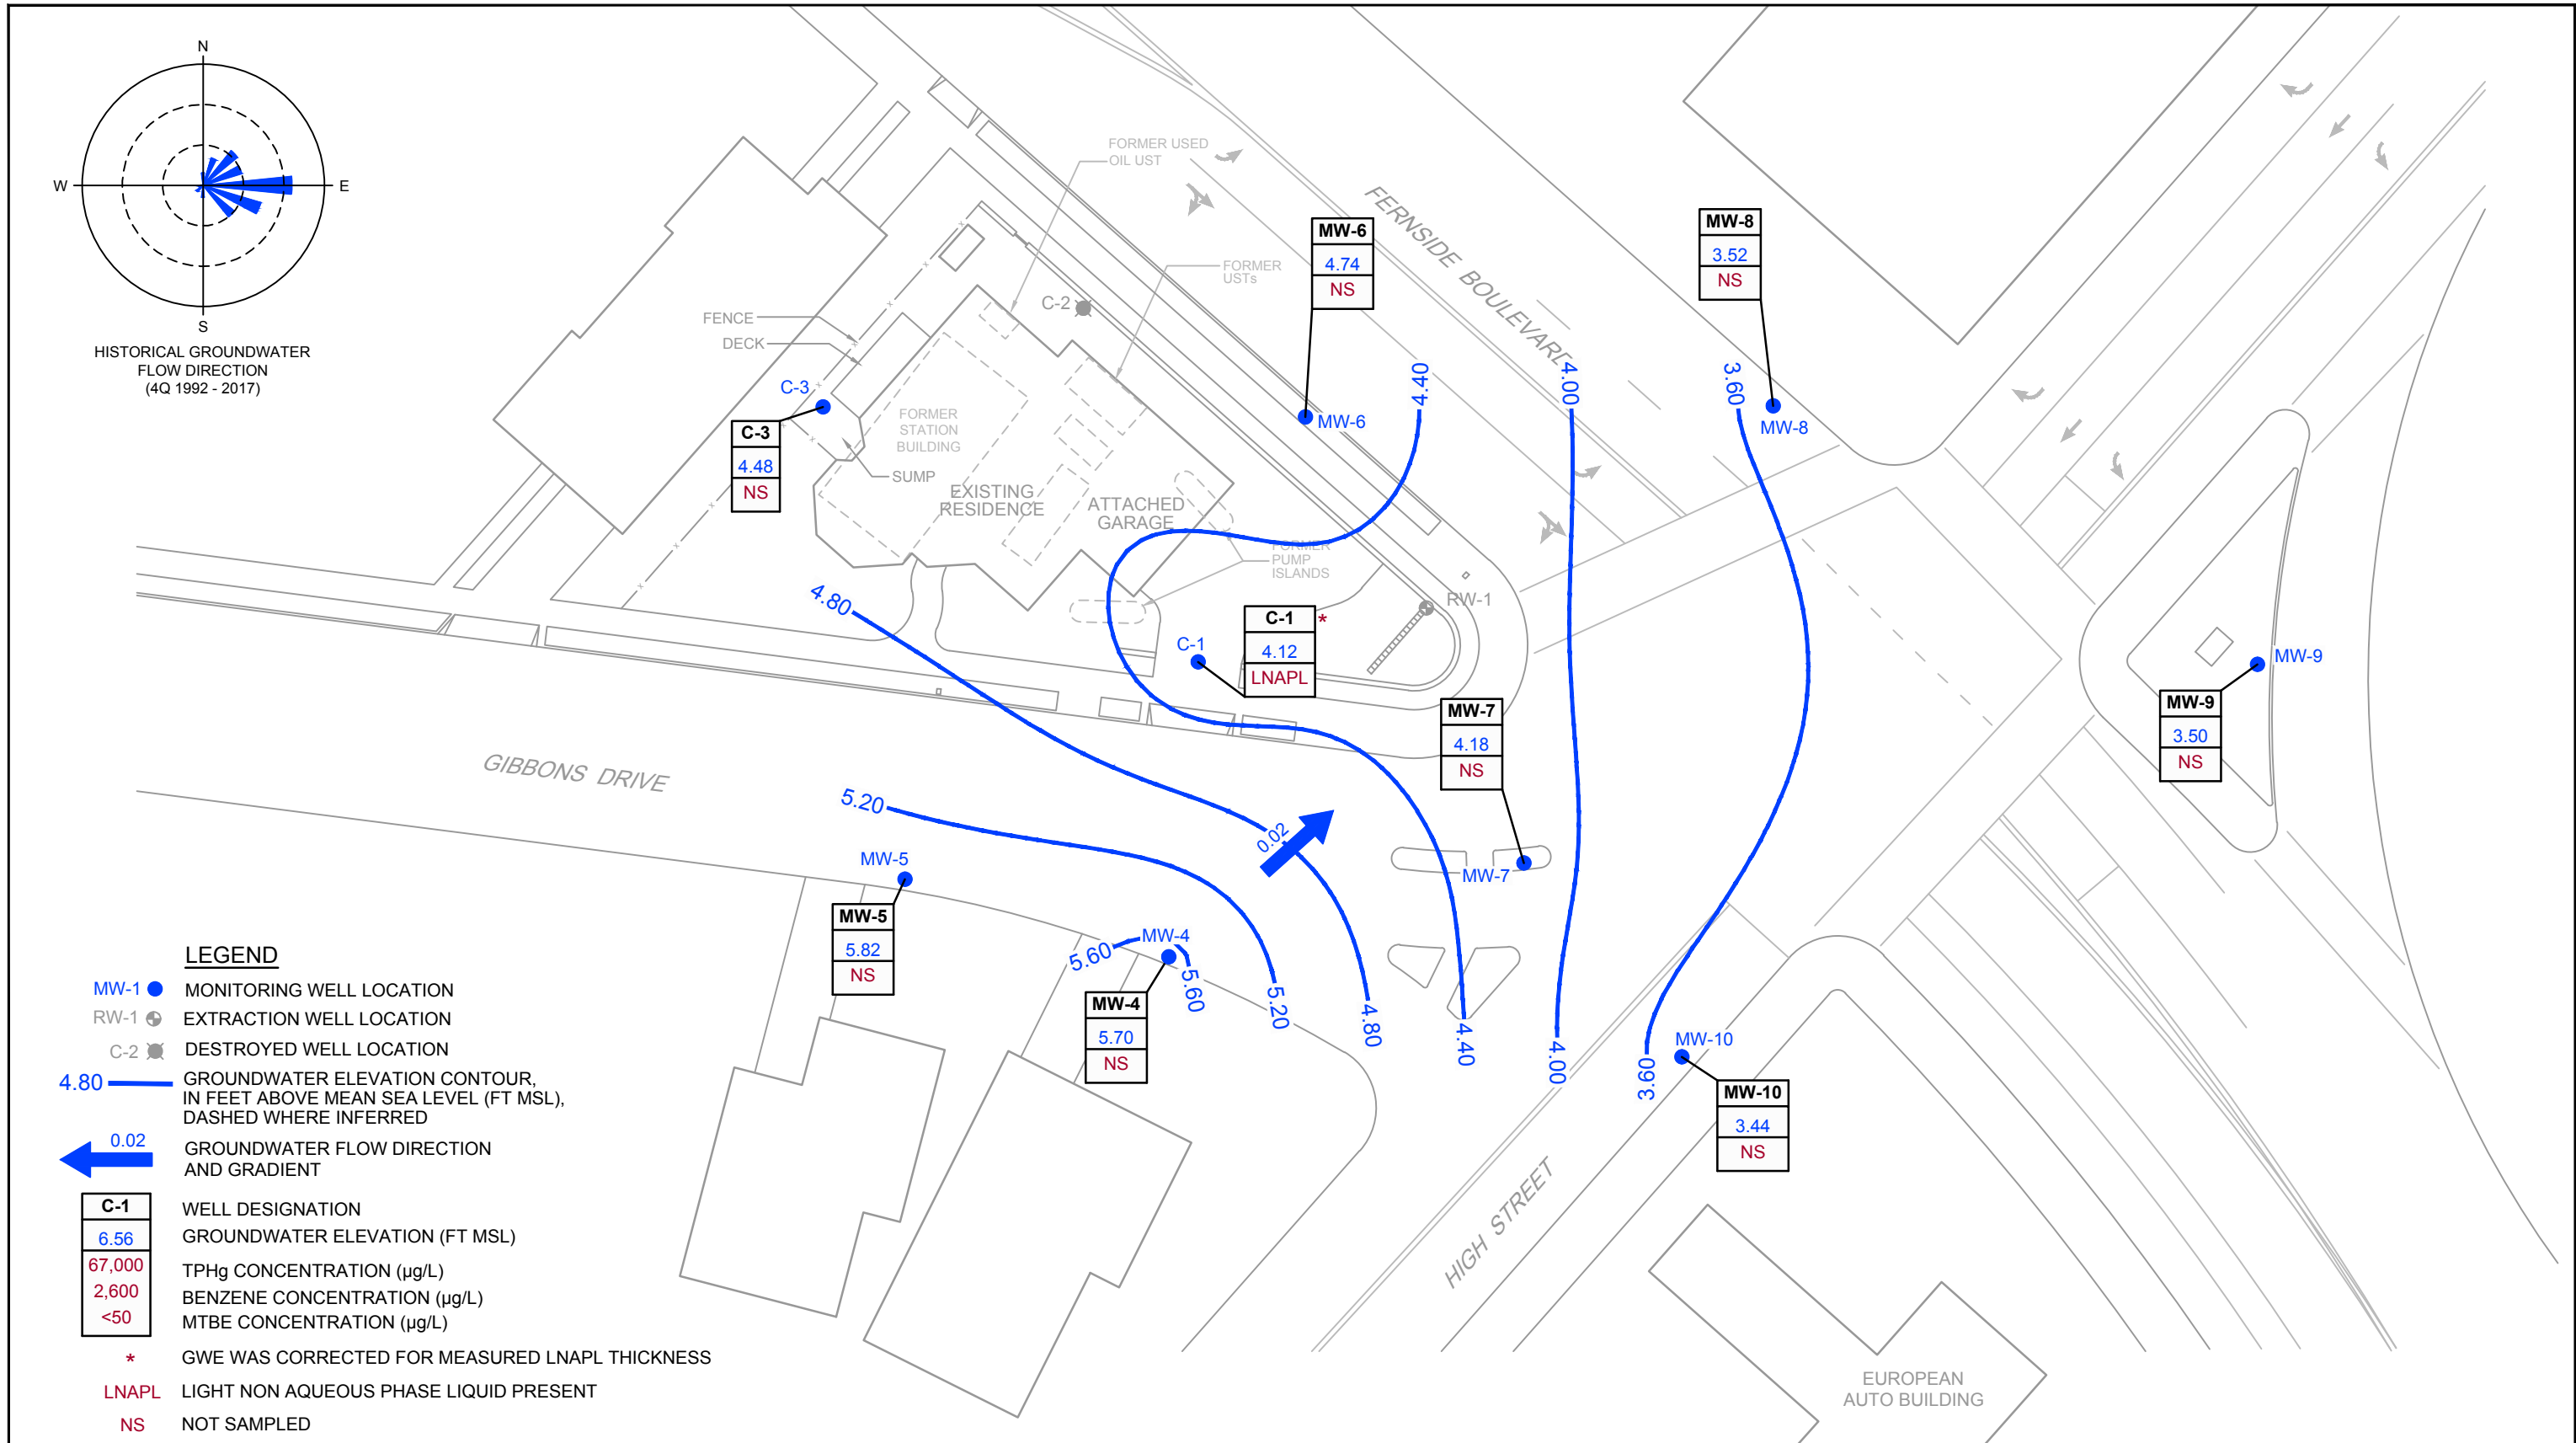 N
W
E
S
HISTORICAL GROUNDWATER
FLOW DIRECTION
(4Q 1992 - 2017)
FORMER USED
OIL UST
FORMER
USTs
C-2
FENCE
DECK
C-3
C-3
4.48
NS
FORMER
STATION
BUILDING
SUMP
EXISTING
RESIDENCE
ATTACHED
GARAGE
FORMER
PUMP
ISLANDS
MW-6
4.74
NS
MW-6
FERNSIDE BOULEVARD
MW-8
3.52
NS
MW-8
4.40
4.00
3.60
4.80
RW-1
C-1
C-1 *
4.12
LNAPL
MW-7
4.18
NS
MW-7
MW-9
MW-9
3.50
NS
GIBBONS DRIVE
5.20
0.02
MW-5
MW-5
5.82
NS
5.60
MW-4
5.60
MW-4
5.70
NS
5.20
4.80
4.40
4.00
3.60
MW-10
MW-10
3.44
NS
HIGH STREET
EUROPEAN
AUTO BUILDING
LEGEND
MW-1 MONITORING WELL LOCATION
RW-1 EXTRACTION WELL LOCATION
C-2 DESTROYED WELL LOCATION
4.80 GROUNDWATER ELEVATION CONTOUR,
IN FEET ABOVE MEAN SEA LEVEL (FT MSL),
DASHED WHERE INFERRED
0.02 GROUNDWATER FLOW DIRECTION
AND GRADIENT
C-1 WELL DESIGNATION
6.56 GROUNDWATER ELEVATION (FT MSL)
67,000 TPHg CONCENTRATION (µg/L)
2,600 BENZENE CONCENTRATION (µg/L)
<50 MTBE CONCENTRATION (µg/L)
* GWE WAS CORRECTED FOR MEASURED LNAPL THICKNESS
LNAPL LIGHT NON AQUEOUS PHASE LIQUID PRESENT
NS NOT SAMPLED